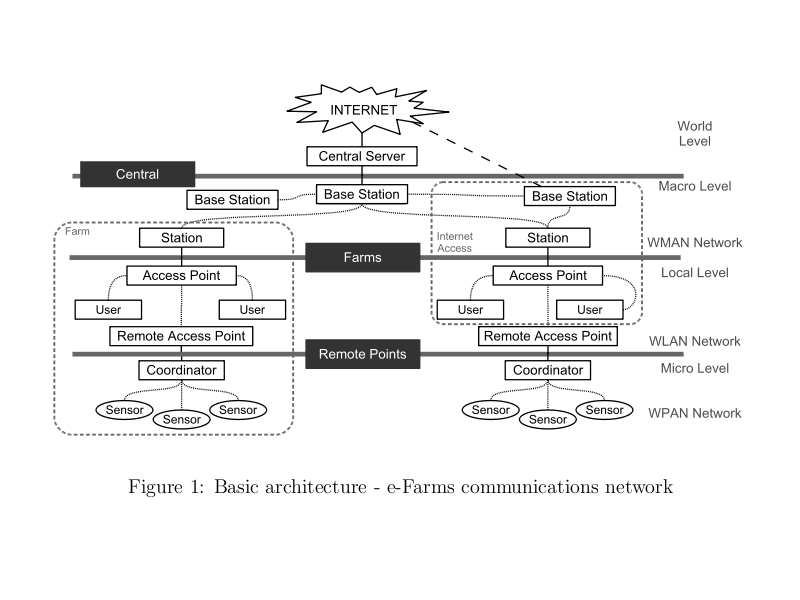 INTERNET
World
Level
Central Server
Central
Macro Level
Base Station
Base Station
Base Station
Farm
Station
Internet
Access
Station
WMAN Network
Farms
Local Level
Access Point
Access Point
User
User
User
User
Remote Access Point
Remote Access Point
WLAN Network
Remote Points
Micro Level
Coordinator
Coordinator
Sensor
Sensor
Sensor
Sensor
Sensor
Sensor
WPAN Network
Figure 1: Basic architecture - e-Farms communications network